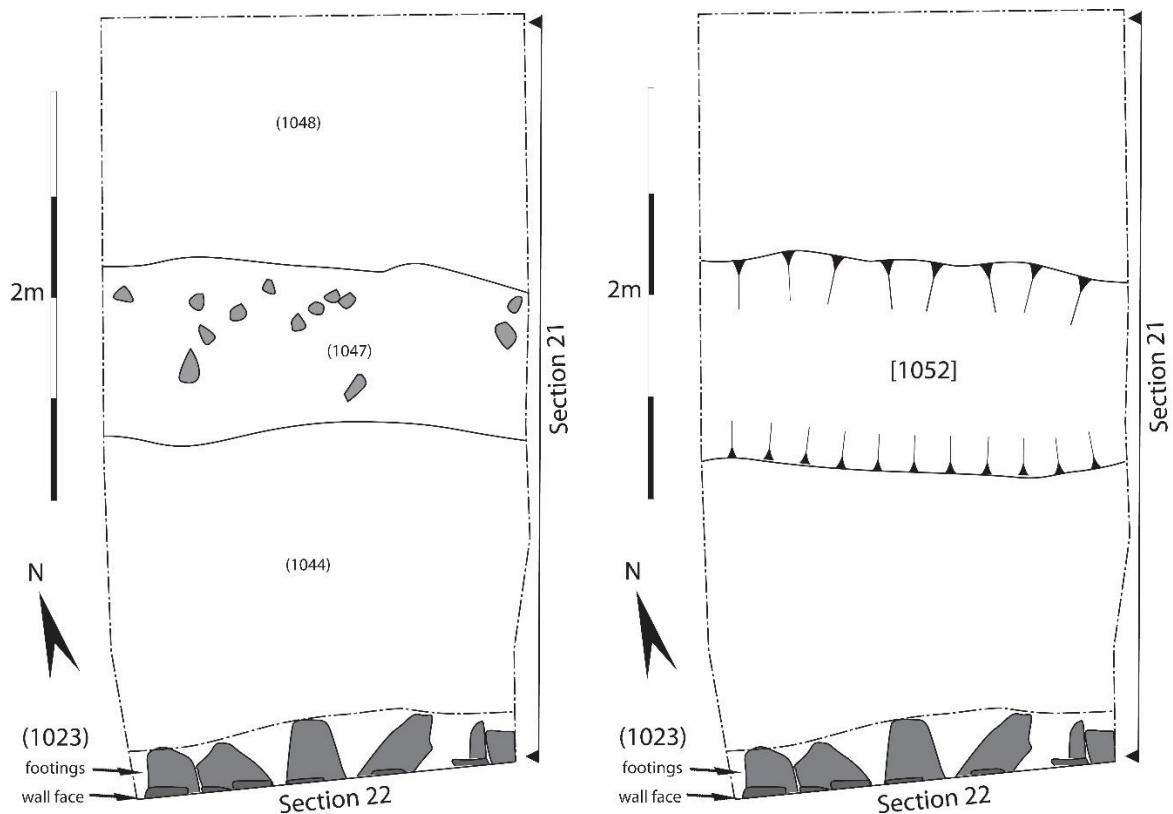 (1048)
2m
(1047)
Section 21
(1044)
N
(1023)
footings
wall face
Section 22
2m
[1052]
Section 21
N
(1023)
footings
wall face
Section 22